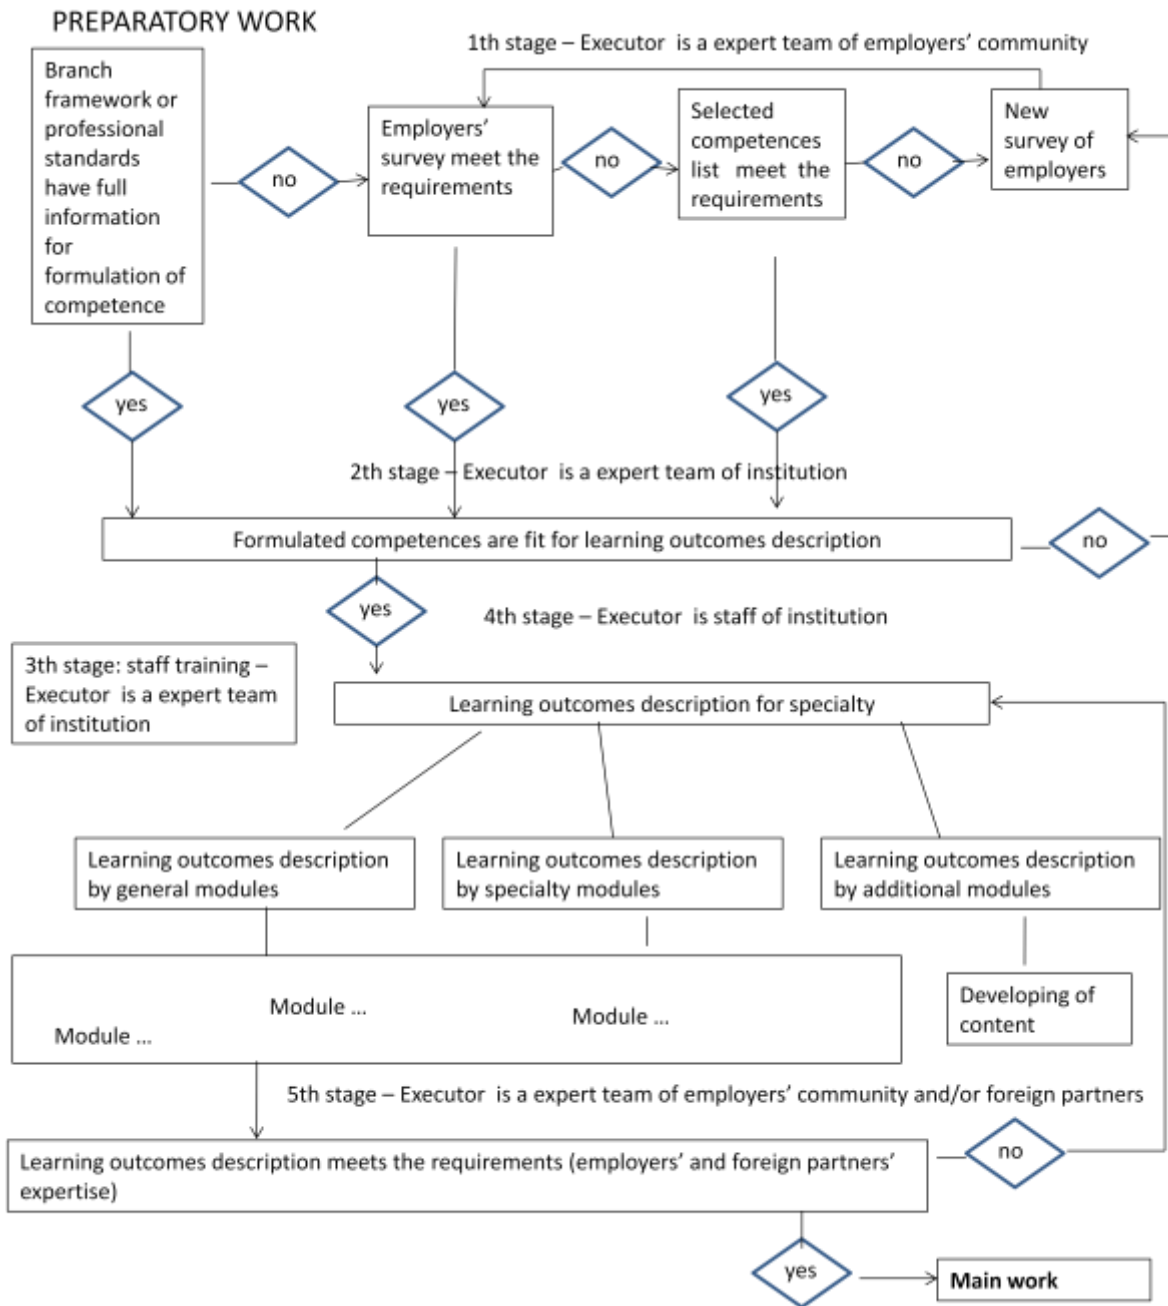 PREPARATORY WORK
1th stage – Executor is a expert team of employers' community
Branch
framework or
professional
standards
have full
information
for
formulation of
competence
no
Employers'
survey meet the
requirements
no
Selected
competences
list meet the
requirements
no
New
survey of
employers
yes
yes
yes
2th stage – Executor is a expert team of institution
Formulated competences are fit for learning outcomes description
no
yes
4th stage – Executor is staff of institution
3th stage: staff training –
Executor is a expert team
of institution
Learning outcomes description for specialty
Learning outcomes description
by general modules
Learning outcomes description
by specialty modules
Learning outcomes description
by additional modules
Module ...
Module ...
Module ...
Developing of
content
5th stage – Executor is a expert team of employers' community and/or foreign partners
Learning outcomes description meets the requirements (employers' and foreign partners'
expertise)
no
yes
Main work